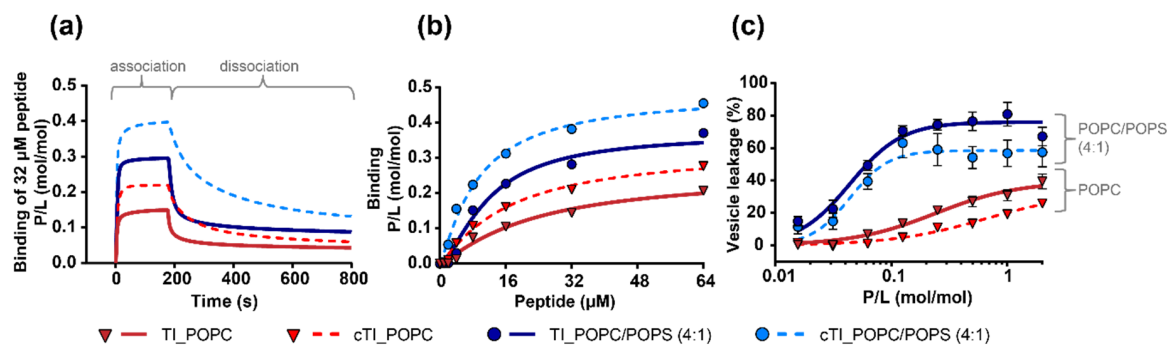 (a)
association
dissociation
Binding of 32 µM peptide
P/L (mol/mol)
0.5
0.4
0.3
0.2
0.1
0.0
0
200
400
600
800
Time (s)
(b)
Binding
P/L (mol/mol)
0.5
0.4
0.3
0.2
0.1
0.0
0
16
32
48
64
Peptide (µM)
(c)
Vesicle leakage (%)
100
80
60
40
20
0
0.01
0.1
1
P/L (mol/mol)
POPC/POPS
(4:1)
POPC
TI_POPC
cTI_POPC
TI_POPC/POPS (4:1)
cTI_POPC/POPS (4:1)